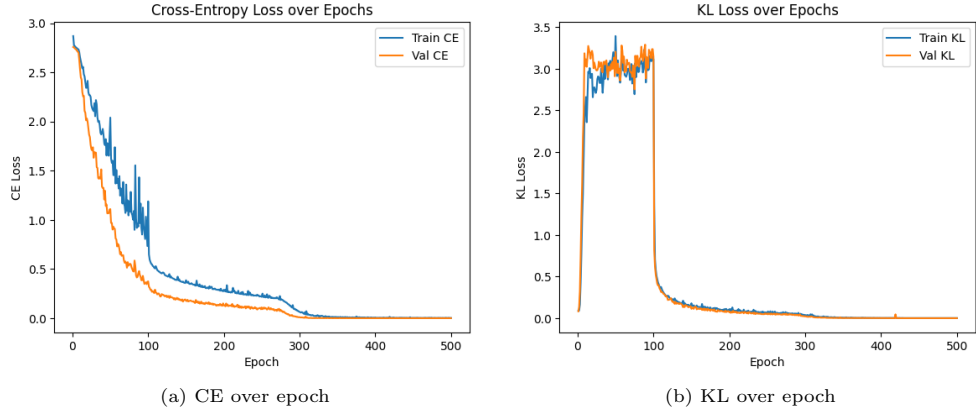 Cross-Entropy Loss over Epochs
3.0
2.5
2.0
1.5
1.0
0.5
0.0
CE Loss
Train CE
Val CE
0 100 200 300 400 500
Epoch
(a) CE over epoch
KL Loss over Epochs
3.5
3.0
2.5
2.0
1.5
1.0
0.5
0.0
KL Loss
Train KL
Val KL
0 100 200 300 400 500
Epoch
(b) KL over epoch